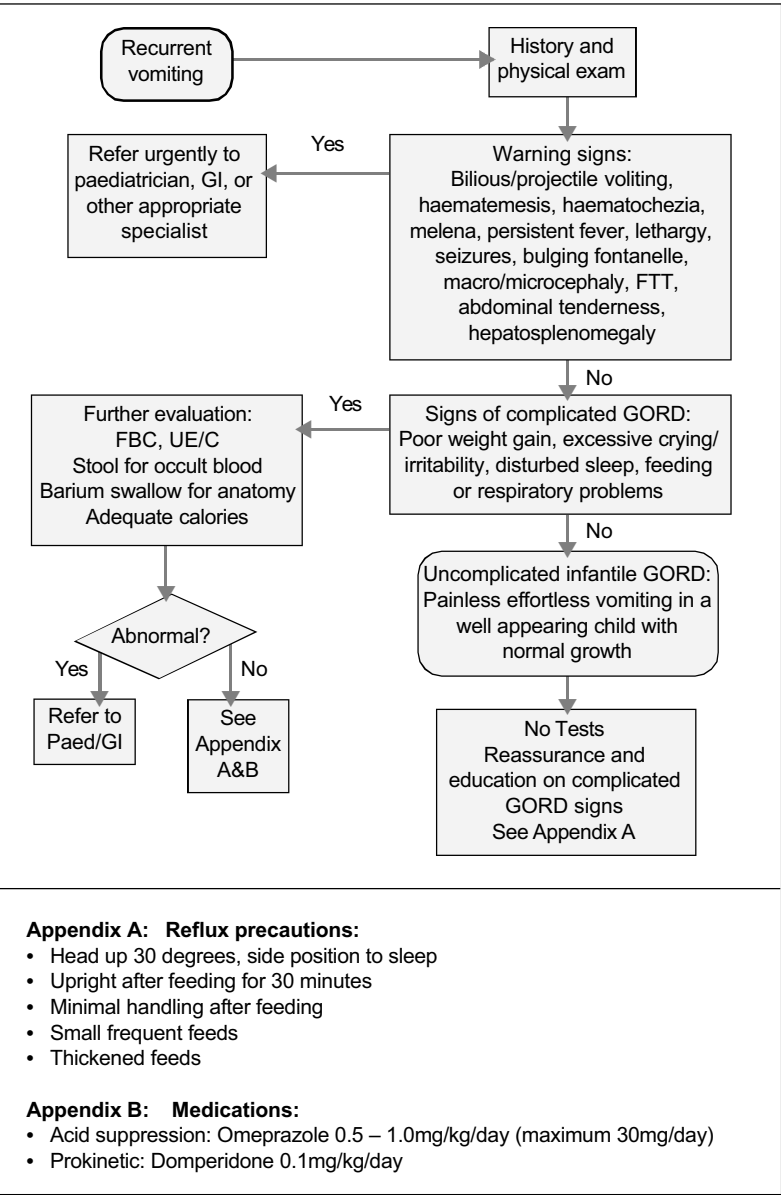 Recurrent
vomiting
History and
physical exam
Yes
Refer urgently to
paediatrician, GI, or
other appropriate
specialist
Warning signs:
Bilious/projectile voliting,
haematemesis, haematochezia,
melena, persistent fever, lethargy,
seizures, bulging fontanelle,
macro/microcephaly, FTT,
abdominal tenderness,
hepatosplenomegaly
No
Yes
Further evaluation:
FBC, UE/C
Stool for occult blood
Barium swallow for anatomy
Adequate calories
Signs of complicated GORD:
Poor weight gain, excessive crying/
irritability, disturbed sleep, feeding
or respiratory problems
No
Uncomplicated infantile GORD:
Painless effortless vomiting in a
well appearing child with
normal growth
Abnormal?
Yes
No
Refer to
Paed/GI
See
Appendix
A&B
No Tests
Reassurance and
education on complicated
GORD signs
See Appendix A
Appendix A: Reflux precautions:
• Head up 30 degrees, side position to sleep
• Upright after feeding for 30 minutes
• Minimal handling after feeding
• Small frequent feeds
• Thickened feeds
Appendix B: Medications:
• Acid suppression: Omeprazole 0.5 – 1.0mg/kg/day (maximum 30mg/day)
• Prokinetic: Domperidone 0.1mg/kg/day